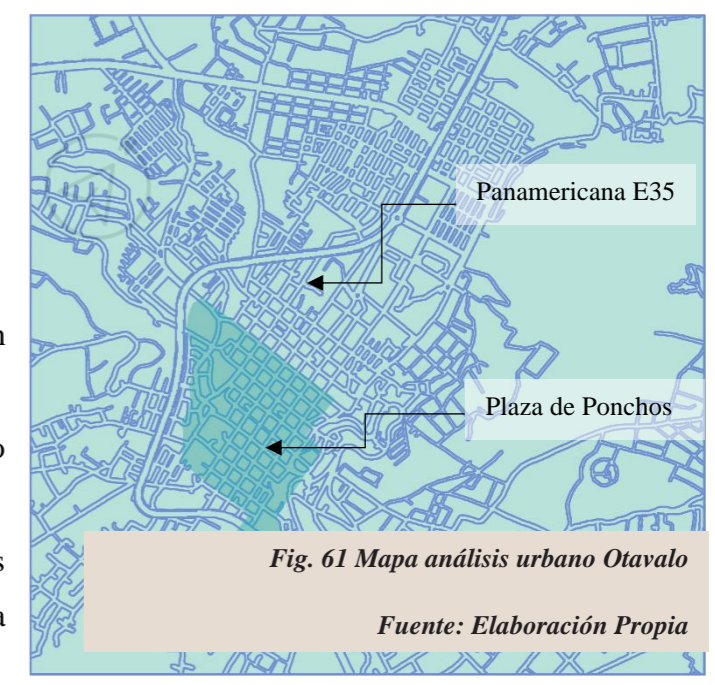 Panamericana E35
Plaza de Ponchos
Fig. 61 Mapa análisis urbano Otavalo
Fuente: Elaboración Propia